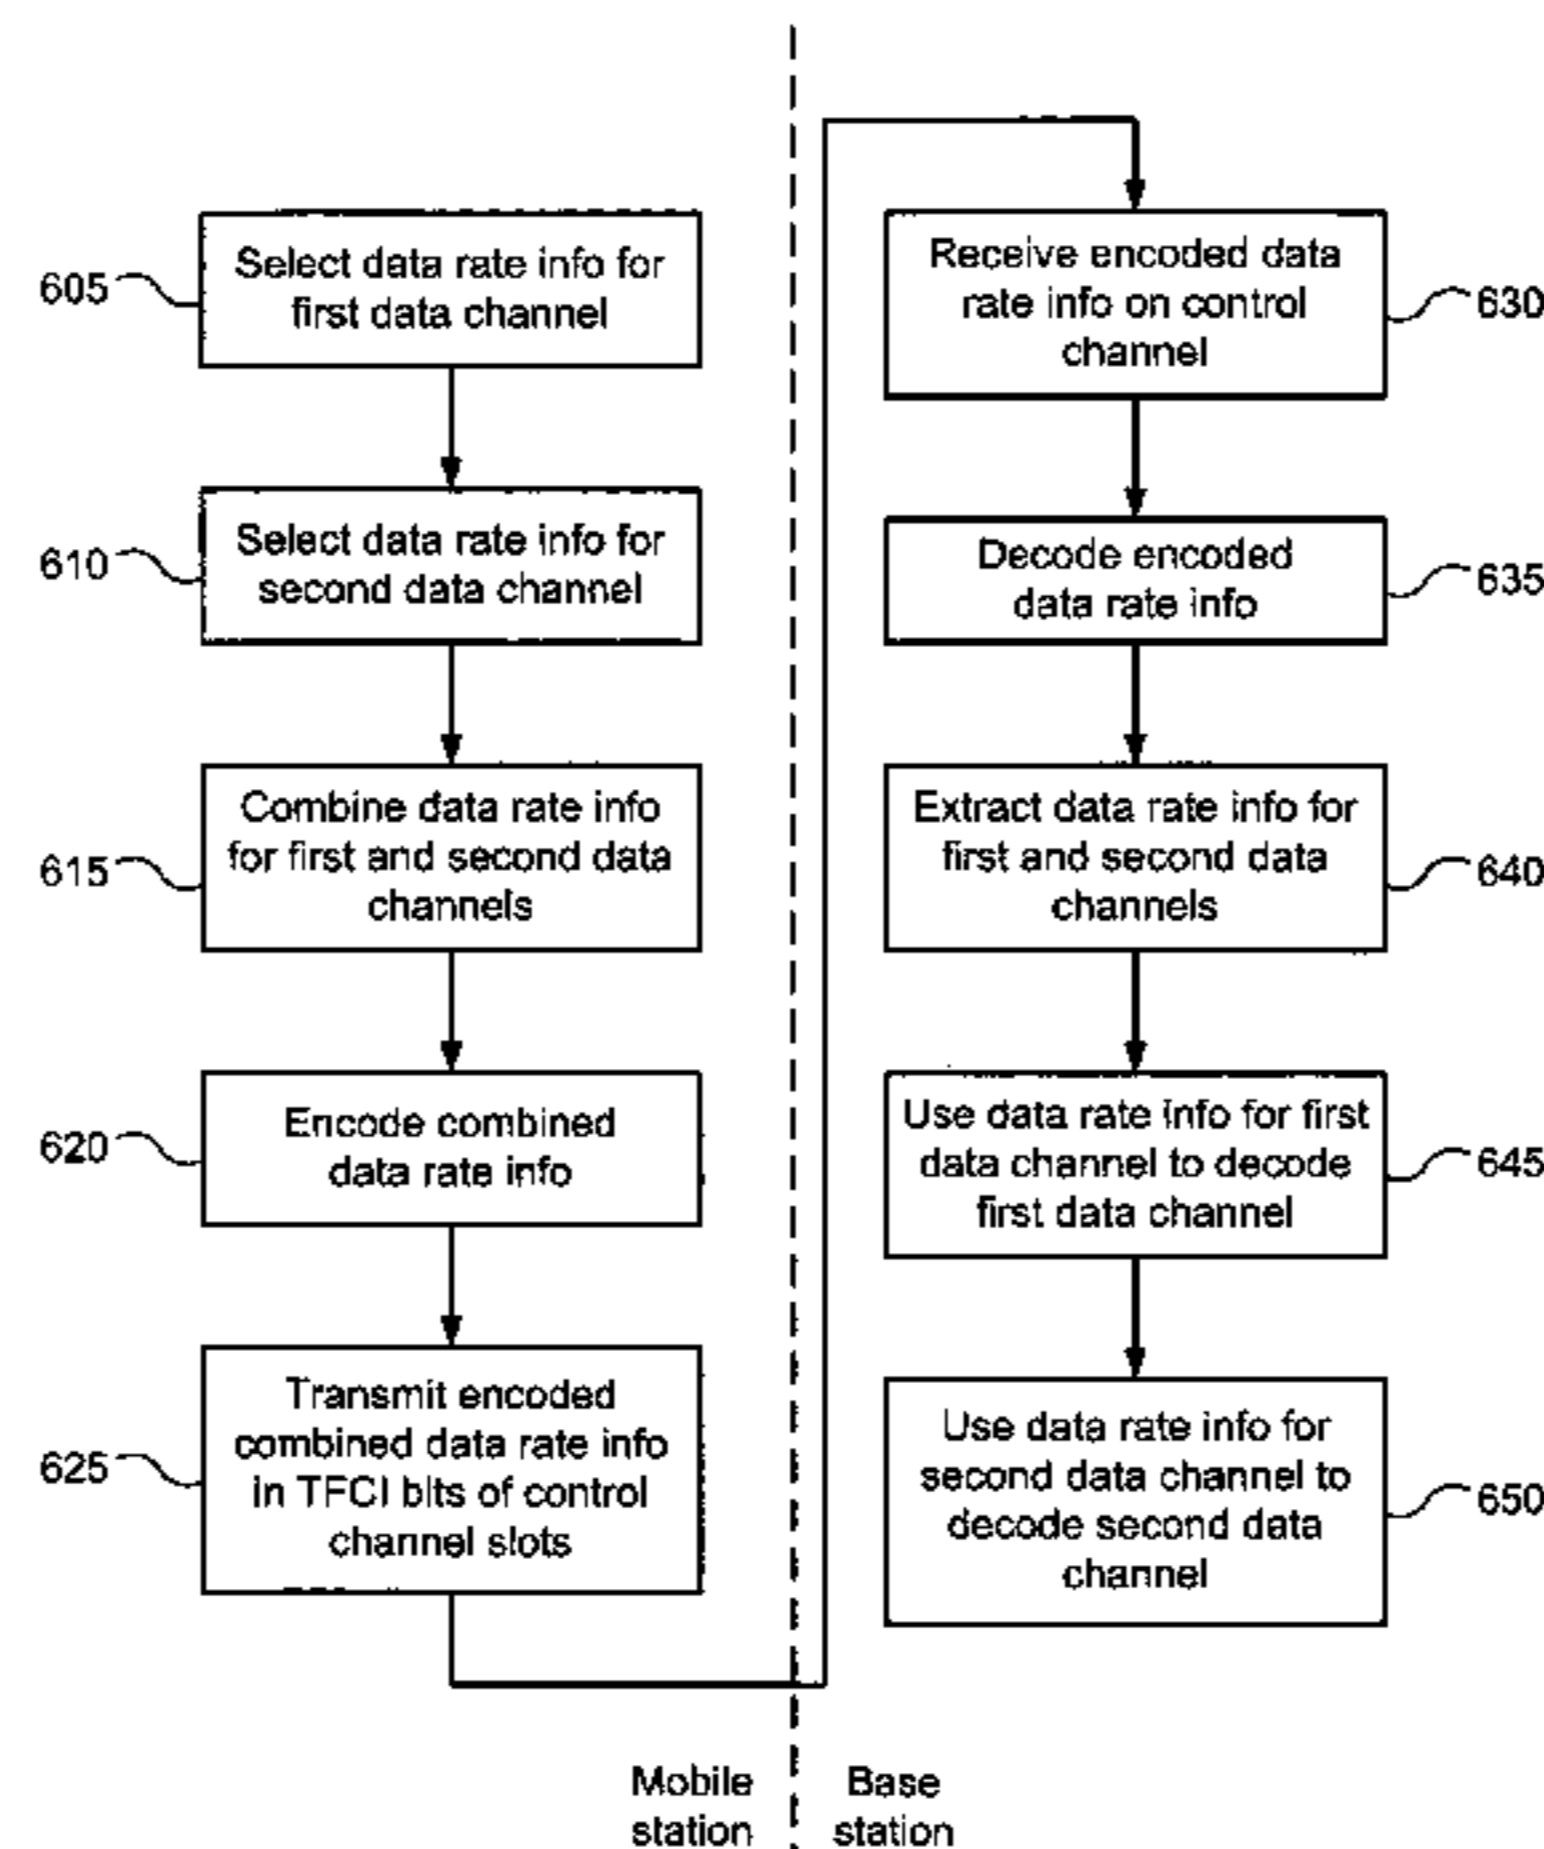 605
Select data rate info for
first data channel
610
Select data rate info for
second data channel
615
Combine data rate info
for first and second data
channels
620
Encode combined
data rate info
625
Transmit encoded
combined data rate info
in TFCI bits of control
channel slots
Receive encoded data
rate info on control
channel
630
Decode encoded
data rate info
635
Extract data rate info for
first and second data
channels
640
Use data rate info for first
data channel to decode
first data channel
645
Use data rate info for
second data channel to
decode second data
channel
650
Mobile
station
Base
station